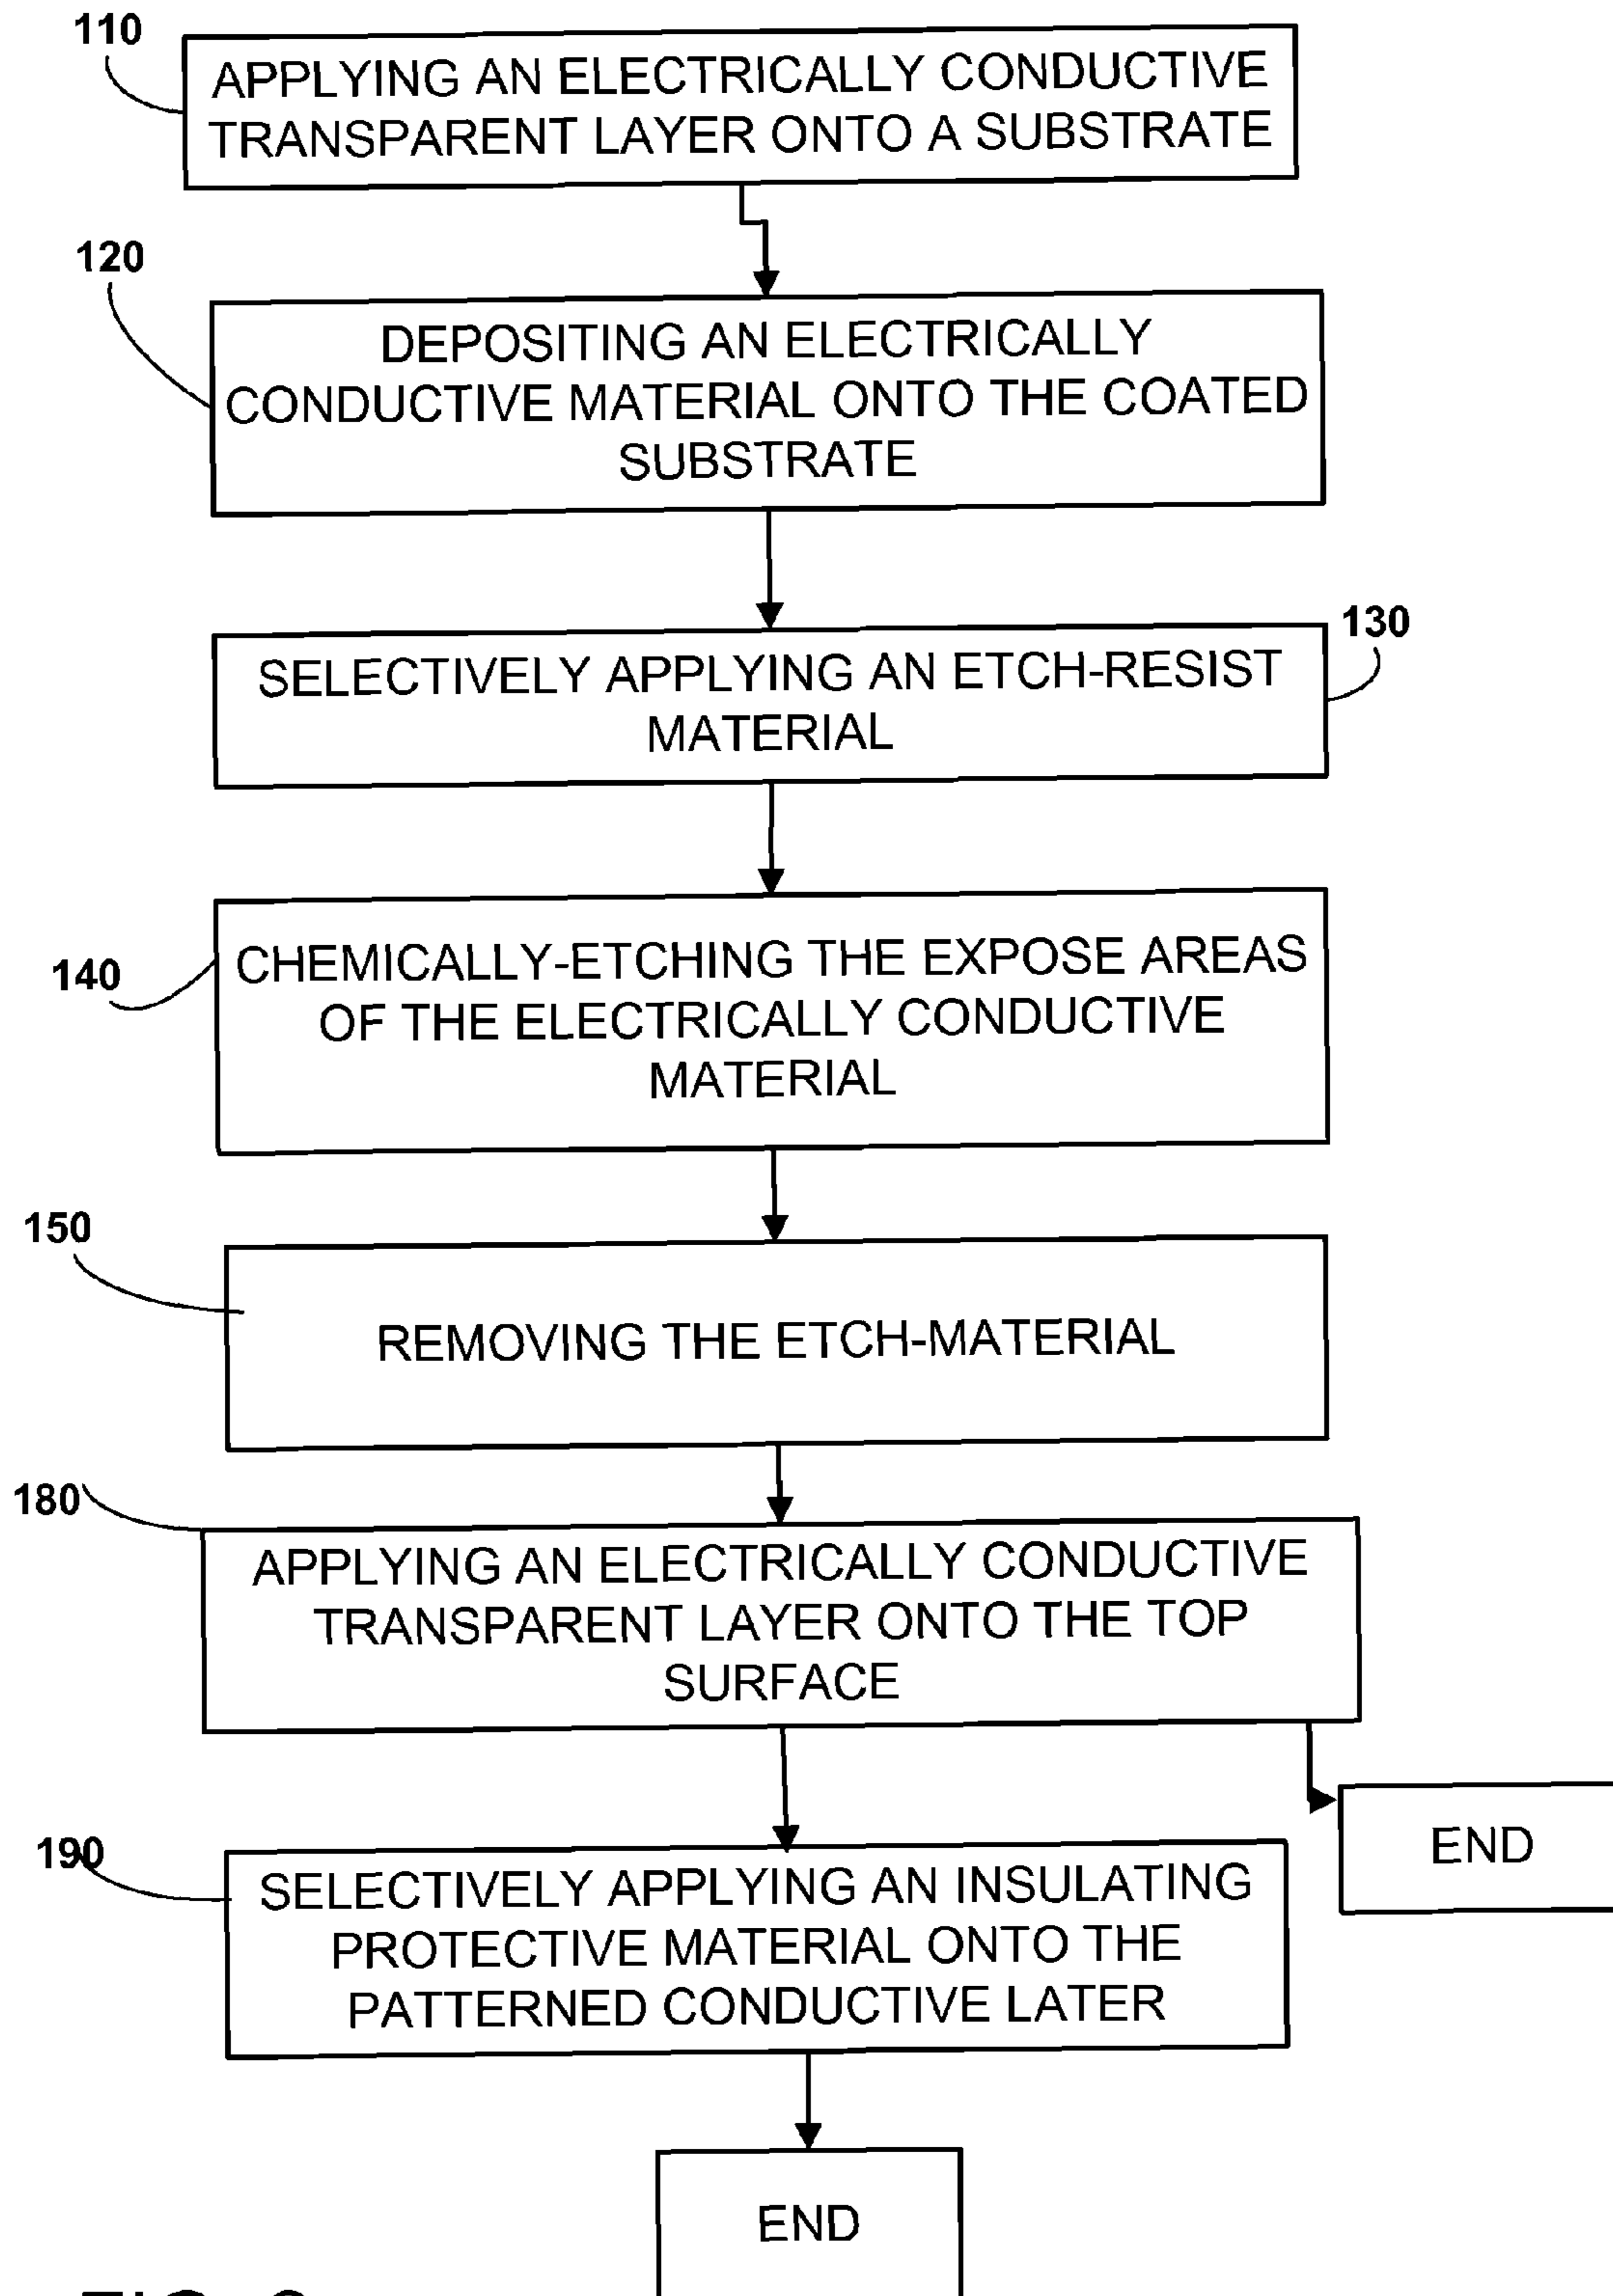 110
APPLYING AN ELECTRICALLY CONDUCTIVE
TRANSPARENT LAYER ONTO A SUBSTRATE
120
DEPOSITING AN ELECTRICALLY
CONDUCTIVE MATERIAL ONTO THE COATED
SUBSTRATE
130
SELECTIVELY APPLYING AN ETCH-RESIST
MATERIAL
140
CHEMICALLY-ETCHING THE EXPOSE AREAS
OF THE ELECTRICALLY CONDUCTIVE
MATERIAL
150
REMOVING THE ETCH-MATERIAL
180
APPLYING AN ELECTRICALLY CONDUCTIVE
TRANSPARENT LAYER ONTO THE TOP
SURFACE
END
190
SELECTIVELY APPLYING AN INSULATING
PROTECTIVE MATERIAL ONTO THE
PATTERNED CONDUCTIVE LATER
END